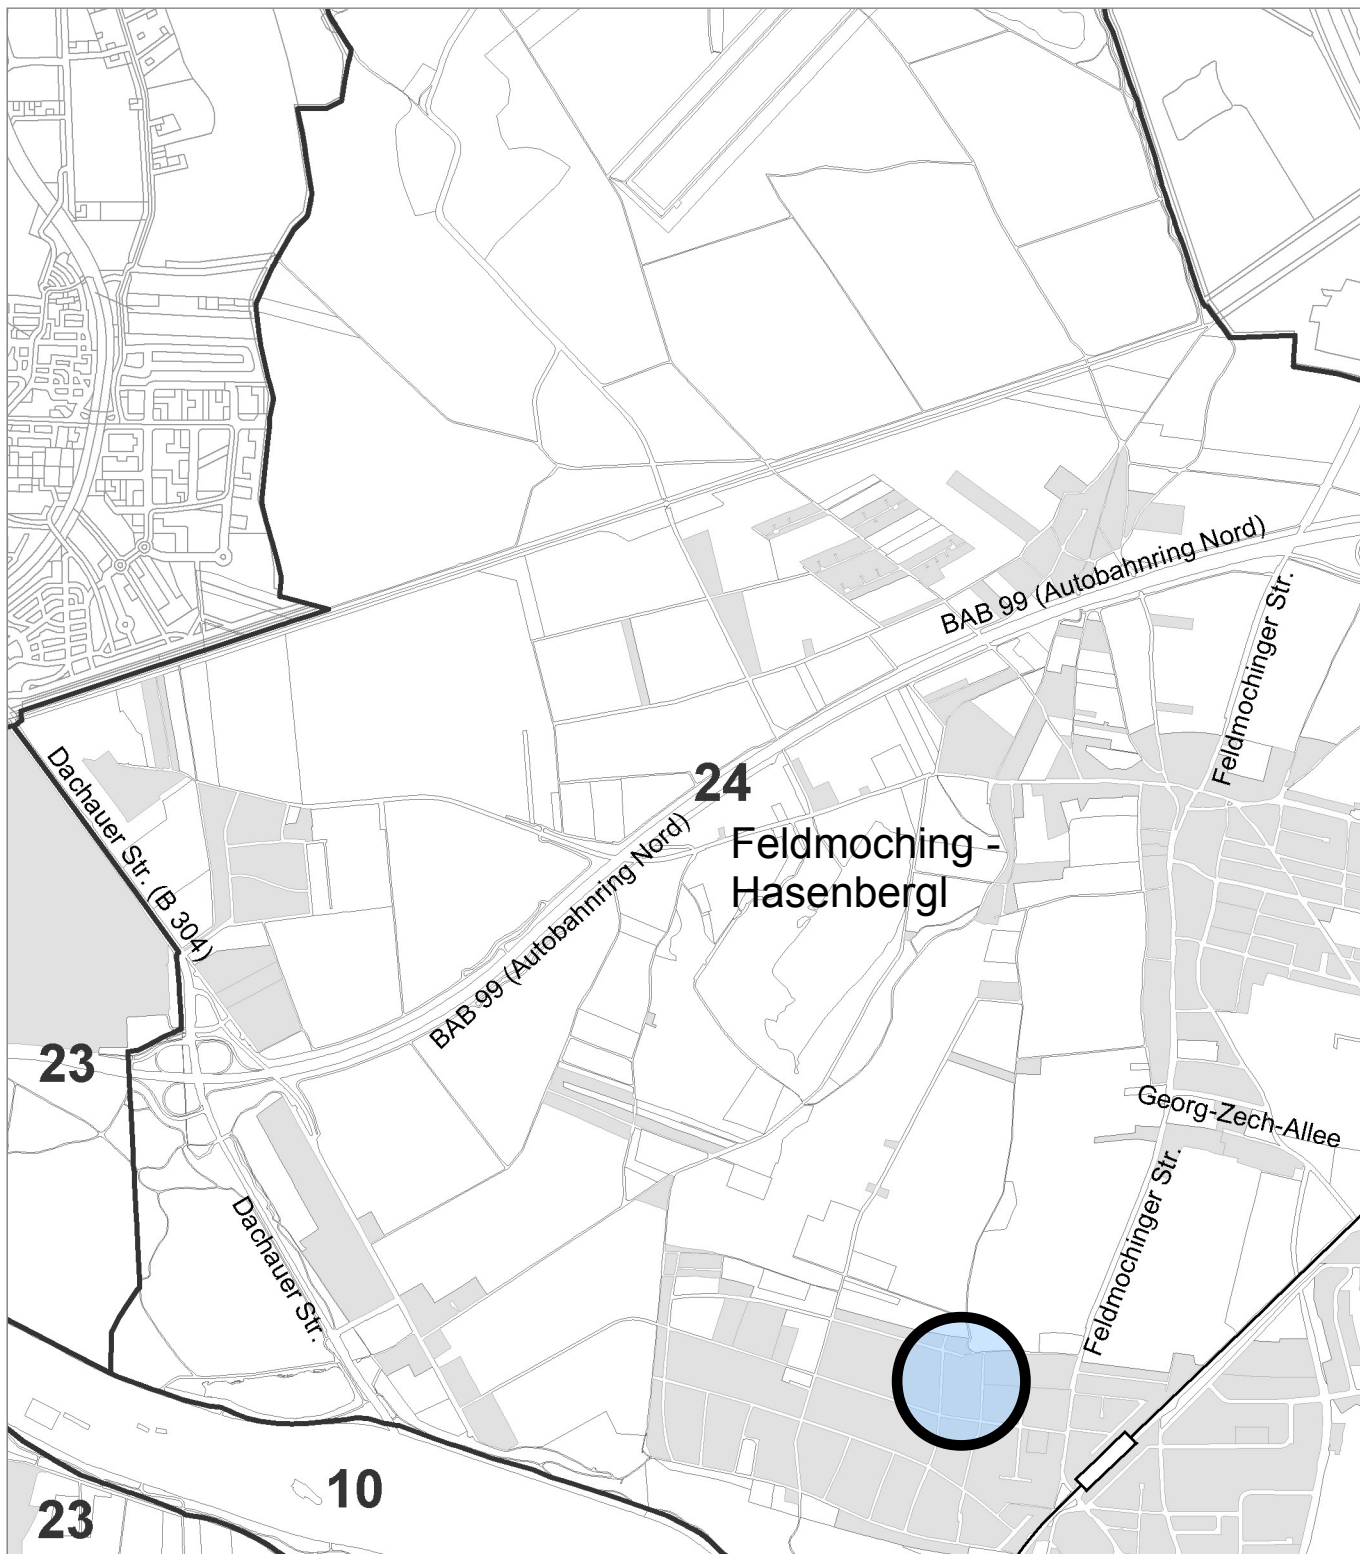 BAB 99 (Autobahnring Nord)
Feldmochinger Str.
Dachauer Str. (B 304)
24
Feldmoching -
Hasenbergl
BAB 99 (Autobahnring Nord)
23
Georg-Zech-Allee
Feldmochinger Str.
Dachauer Str.
10
23